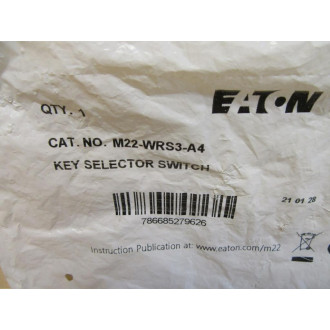 QTY. 1
EATON
CAT. NO. M22-WRS3-A4
KEY SELECTOR SWITCH
786685279626
21 01 28
Instruction Publication at: www.eaton.com/m22